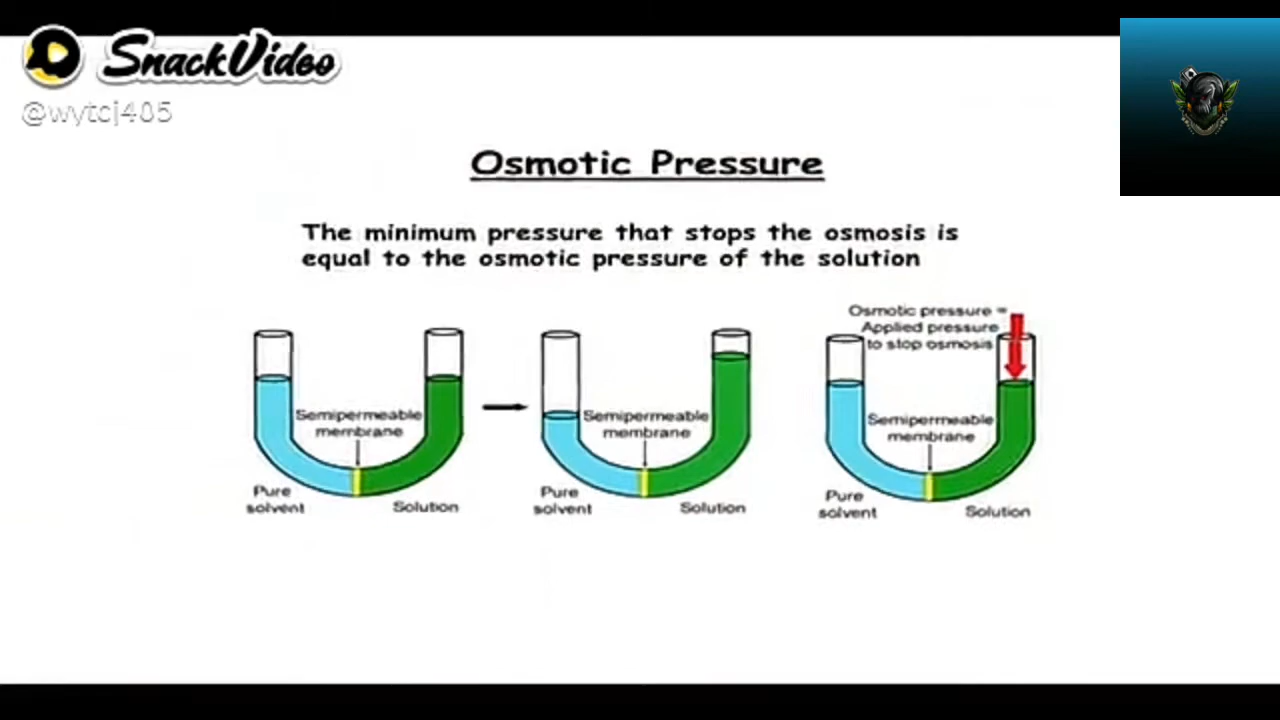 SnackVideo
@wytcj485
Osmotic Pressure
The minimum pressure that stops the osmosis is
equal to the osmotic pressure of the solution
Semipermeable
membrane
Pure
solvent
Solution
Semipermeable
membrane
Pure
solvent
Solution
Osmotic pressure =
Applied pressure
to stop osmosis
Semipermeable
membrane
Pure
solvent
Solution